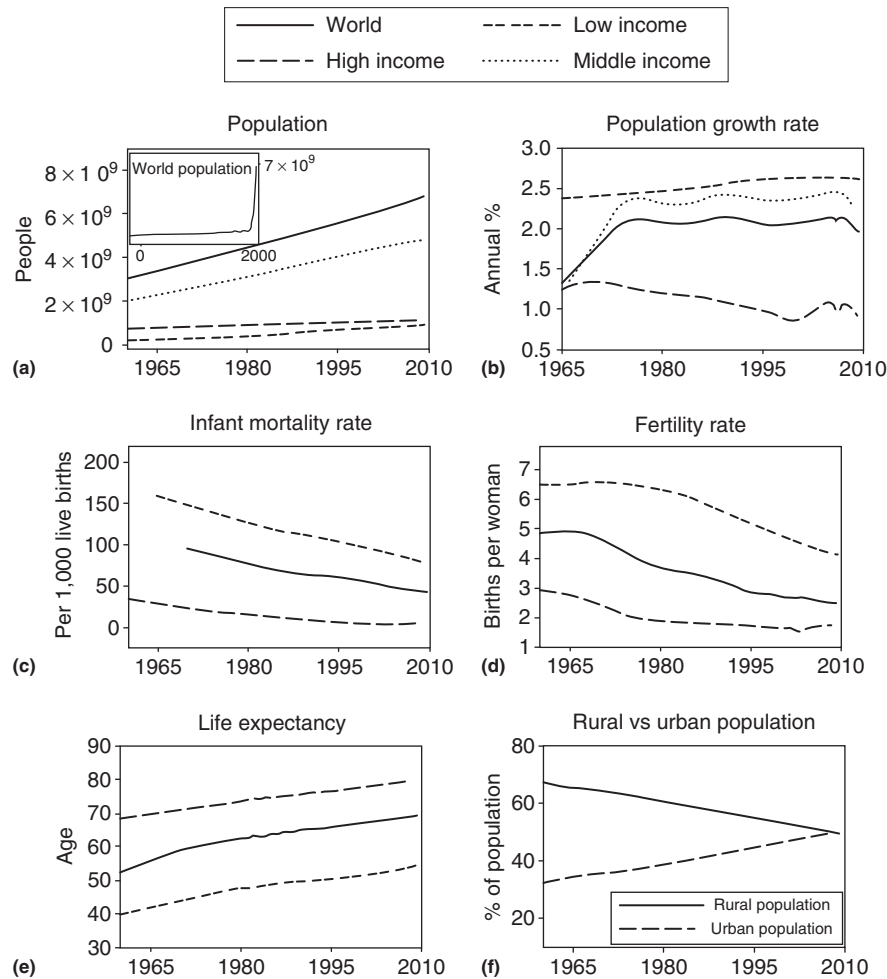 World
Low income
High income
Middle income
Population
People
8 × 1 0⁹
6 × 10⁹
4 × 10⁹
2 × 10⁹
0
World population
7 × 10⁹
0 2000
1965 1980 1995 2010
(a)
Population growth rate
Annual %
3.0
2.5
2.0
1.5
1.0
0.5
1965 1980 1995 2010
(b)
Infant mortality rate
Per 1,000 live births
200
150
100
50
0
1965 1980 1995 2010
(c)
Fertility rate
Births per woman
7
6
5
4
3
2
1
1965 1980 1995 2010
(d)
Life expectancy
Age
90
80
70
60
50
40
30
1965 1980 1995 2010
(e)
Rural vs urban population
% of population
80
60
40
20
Rural population
Urban population
1965 1980 1995 2010
(f)